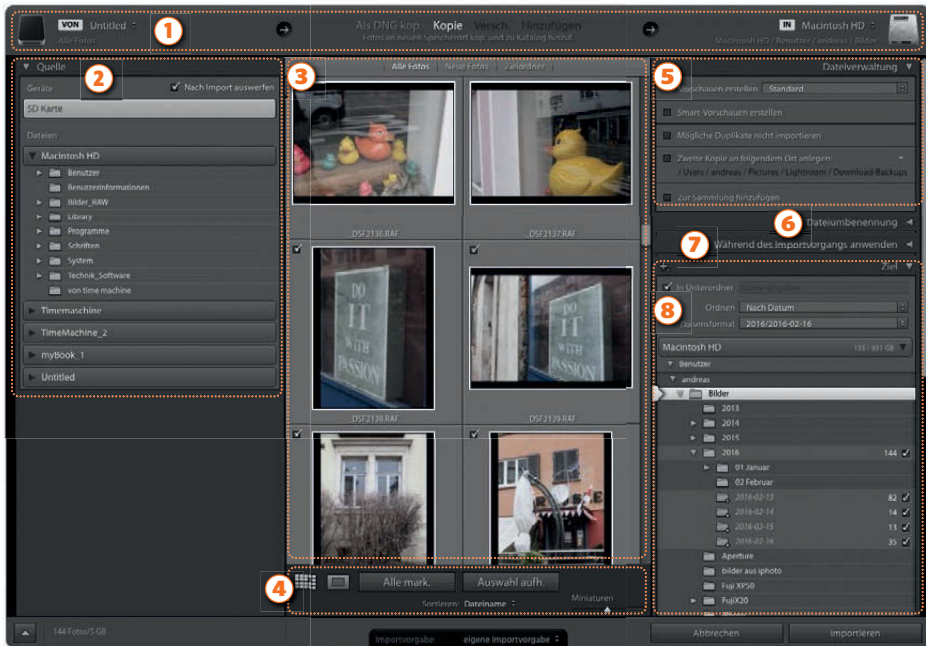 VON Untitled
Alle Fotos
1
Als DNG kop. Kopie Versch. Hinzufügen
Fotos an neuen Speicherort kop. und zu Katalog hinzuf.
IN Macintosh HD
Macintosh HD / Benutzer / andreas / Bilder
Quelle
2
Geräte
Nach Import auswerfen
SD Karte
Dateien
Macintosh HD
Benutzer
Benutzerinformationen
Bilder_RAW
Library
Programme
Schriften
System
Technik_Software
von time machine
Timemaschine
TimeMachine_2
myBook_1
Untitled
3
Alle Fotos Neue Fotos Zielordner
_DSF2136.RAF
_DSF2137.RAF
DO
IT
WITH
PASSION
DO
IT
WITH
PASSION
_DSF2138.RAF
_DSF2139.RAF
4
Alle mark.
Auswahl aufh.
Sortieren: Dateiname
Miniaturen
5
Dateiverwaltung
Vorschauen erstellen Standard
Smart-Vorschauen erstellen
Mögliche Duplikate nicht importieren
Zweite Kopie an folgendem Ort anlegen:
/ Users / andreas / Pictures / Lightroom / Download-Backups
Zur Sammlung hinzufügen
6
Dateiumbenennung
7
Während des Importvorgangs anwenden
Ziel
In Unterordner
8
Ordnen Nach Datum
Datumsformat 2016/2016-02-16
Macintosh HD
Benutzer
andreas
Bilder
2013
2014
2015
2016 144
01 Januar
02 Februar
2016-02-13 82
2016-02-14 14
2016-02-15 13
2016-02-16 35
Aperture
bilder aus iphoto
Fuji XP50
FujiX20
144 Fotos/5 GB
Importvorgabe: eigene Importvorgabe
Abbrechen
Importieren